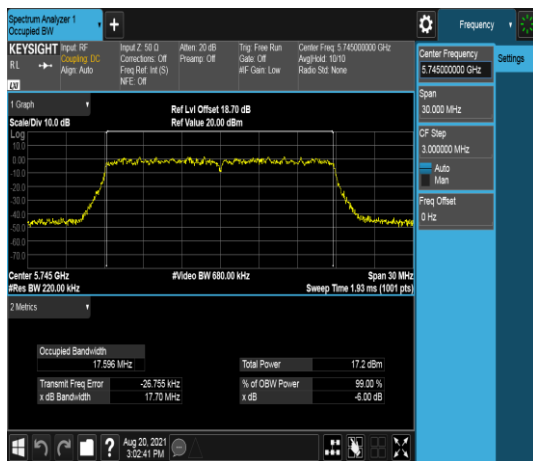 Spectrum Analyzer 1
Occupied BW
Frequency
KEYSIGHT
RL
Input: RF
Coupling: DC
Align: Auto
Input Z: 50 Ω
Corrections: Off
Freq Ref: Int (S)
NFE: Off
Atten: 20 dB
Preamp: Off
Trig: Free Run
Gate: Off
#IF Gain: Low
Center Freq: 5.745000000 GHz
Avg|Hold: 10/10
Radio Std: None
LXI
Center Frequency
5.745000000 GHz
Settings
Span
30.000 MHz
CF Step
3.000000 MHz
Auto
Man
Freq Offset
0 Hz
1 Graph
Scale/Div 10.0 dB
Ref Lvl Offset 18.70 dB
Ref Value 20.00 dBm
Log
10.0
0.00
-10.0
-20.0
-30.0
-40.0
-50.0
-60.0
-70.0
Center 5.745 GHz
#Res BW 220.00 kHz
#Video BW 680.00 kHz
Span 30 MHz
Sweep Time 1.93 ms (1001 pts)
2 Metrics
Occupied Bandwidth
17.596 MHz
Total Power
17.2 dBm
Transmit Freq Error
-26.755 kHz
% of OBW Power
99.00 %
x dB Bandwidth
17.70 MHz
x dB
-6.00 dB
?
Aug 20, 2021
3:02:41 PM